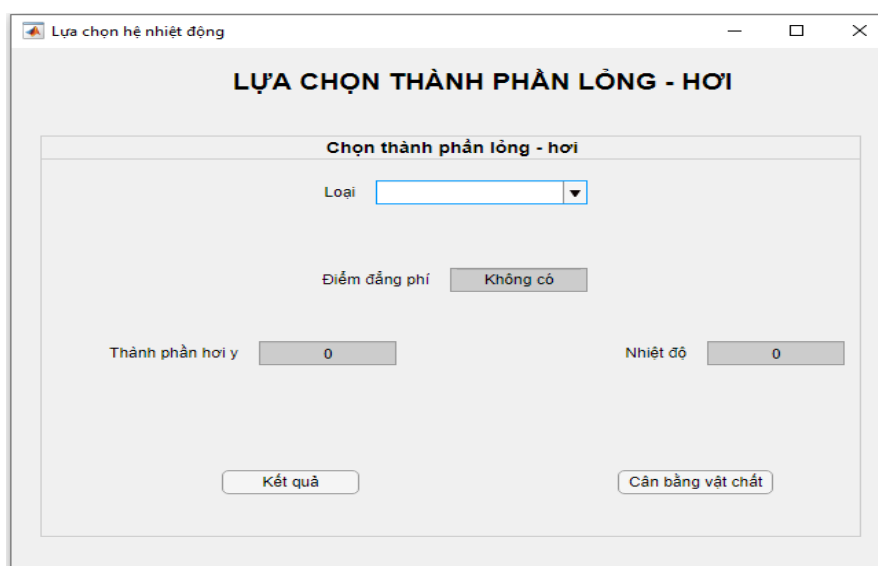 Lựa chọn hệ nhiệt động
LỰA CHỌN THÀNH PHẦN LỎNG - HƠI
Chọn thành phần lỏng - hơi
Loại
Điểm đẳng phí Không có
Thành phần hơi y 0 Nhiệt độ 0
Kết quả Cân bằng vật chất